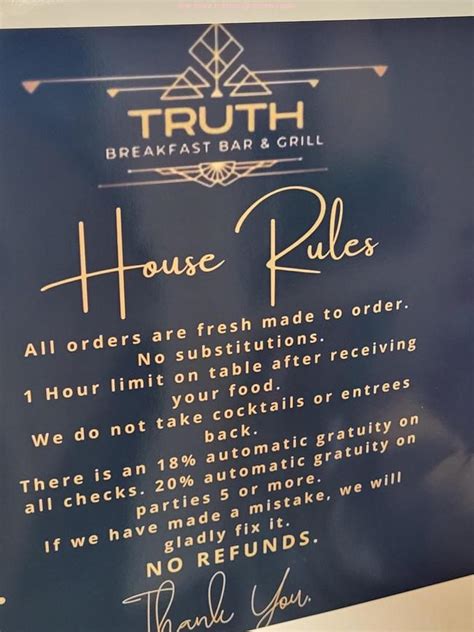 TRUTH
BREAKFAST BAR & GRILL
House Rules
All orders are fresh made to order.
No substitutions.
1 Hour limit on table after receiving
your food.
We do not take cocktails or entrees
back.
There is an 18% automatic gratuity on
all checks. 20% automatic gratuity on
parties 5 or more.
If we have made a mistake, we will
gladly fix it.
NO REFUNDS.
Thank You.